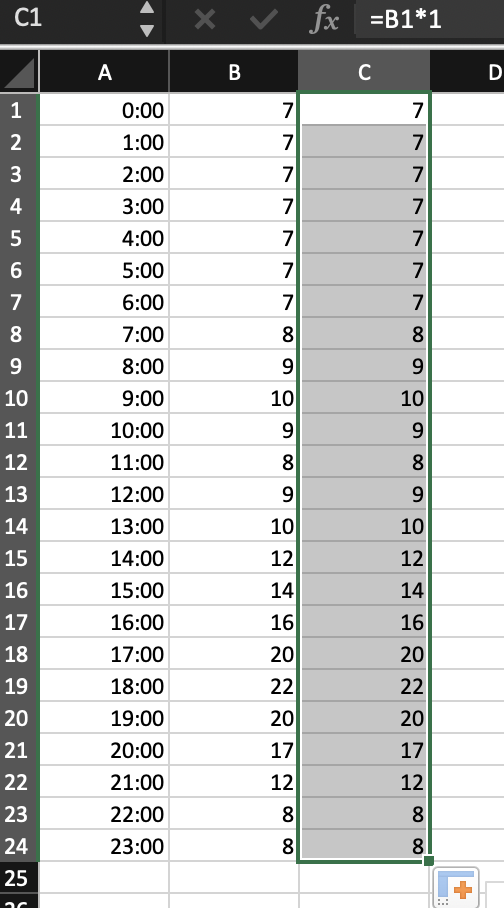 C1 fx =B1*1
A B C D
1 0:00 7 7
2 1:00 7 7
3 2:00 7 7
4 3:00 7 7
5 4:00 7 7
6 5:00 7 7
7 6:00 7 7
8 7:00 8 8
9 8:00 9 9
10 9:00 10 10
11 10:00 9 9
12 11:00 8 8
13 12:00 9 9
14 13:00 10 10
15 14:00 12 12
16 15:00 14 14
17 16:00 16 16
18 17:00 20 20
19 18:00 22 22
20 19:00 20 20
21 20:00 17 17
22 21:00 12 12
23 22:00 8 8
24 23:00 8 8
25